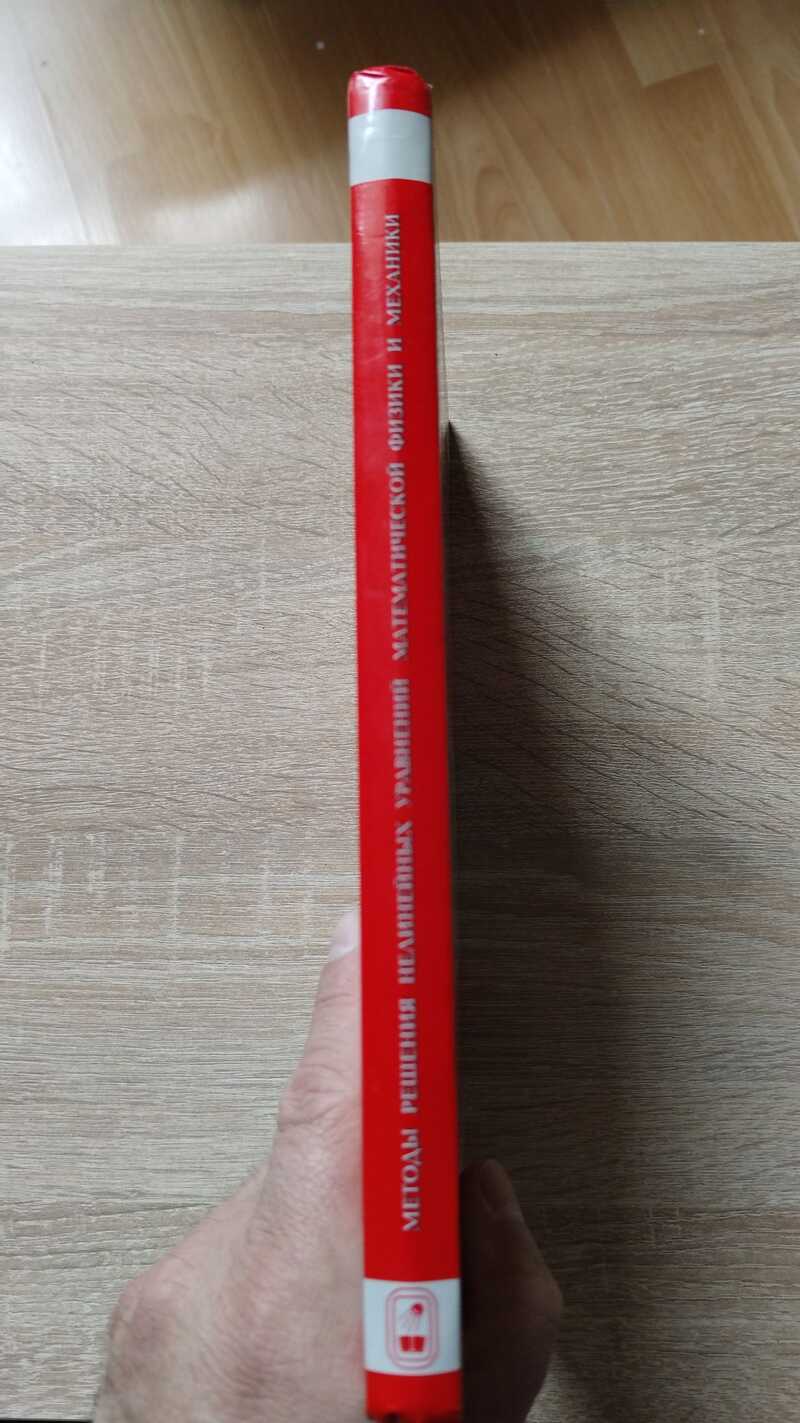 МЕТОДЫ РЕШЕНИЯ НЕЛИНЕЙНЫХ УРАВНЕНИЙ МАТЕМАТИЧЕСКОЙ ФИЗИКИ И МЕХАНИКИ